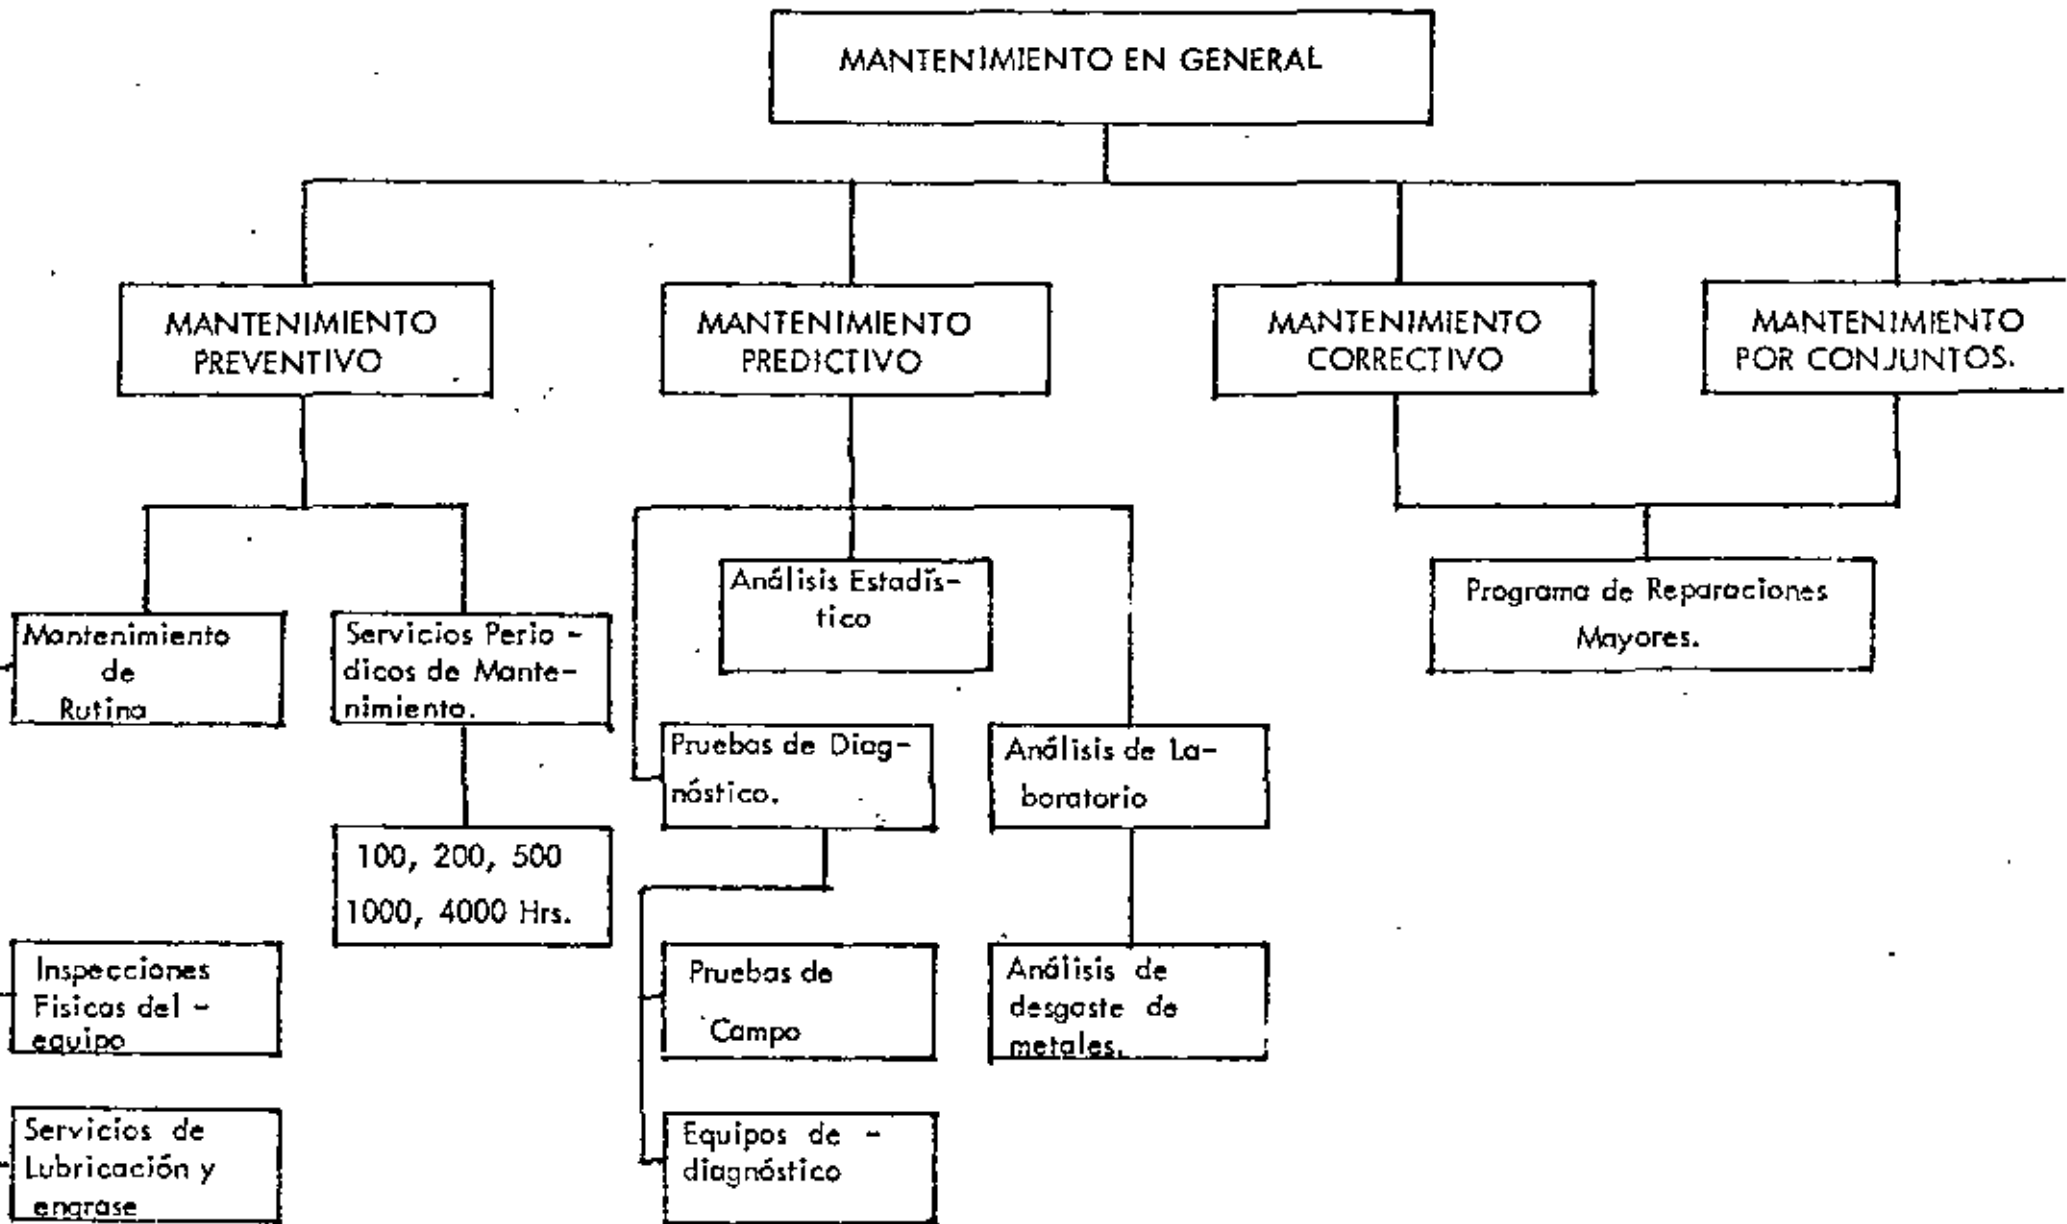 MANTENIMIENTO EN GENERAL
MANTENIMIENTO
PREVENTIVO
MANTENIMIENTO
PREDICTIVO
MANTENIMIENTO
CORRECTIVO
MANTENIMIENTO
POR CONJUNTOS.
Mantenimiento
de
Rutina
Servicios Perio -
dicos de Mante-
nimiento.
100, 200, 500
1000, 4000 Hrs.
Inspecciones
Fisicas del -
equipo
Servicios de
Lubricación y
engrase
Análisis Estadís-
tico
Pruebas de Diag-
nóstico.
Análisis de La-
boratorio
Pruebas de
Campo
Equipos de -
diagnóstico
Análisis de
desgaste de
metales.
Programa de Reparaciones
Mayores.